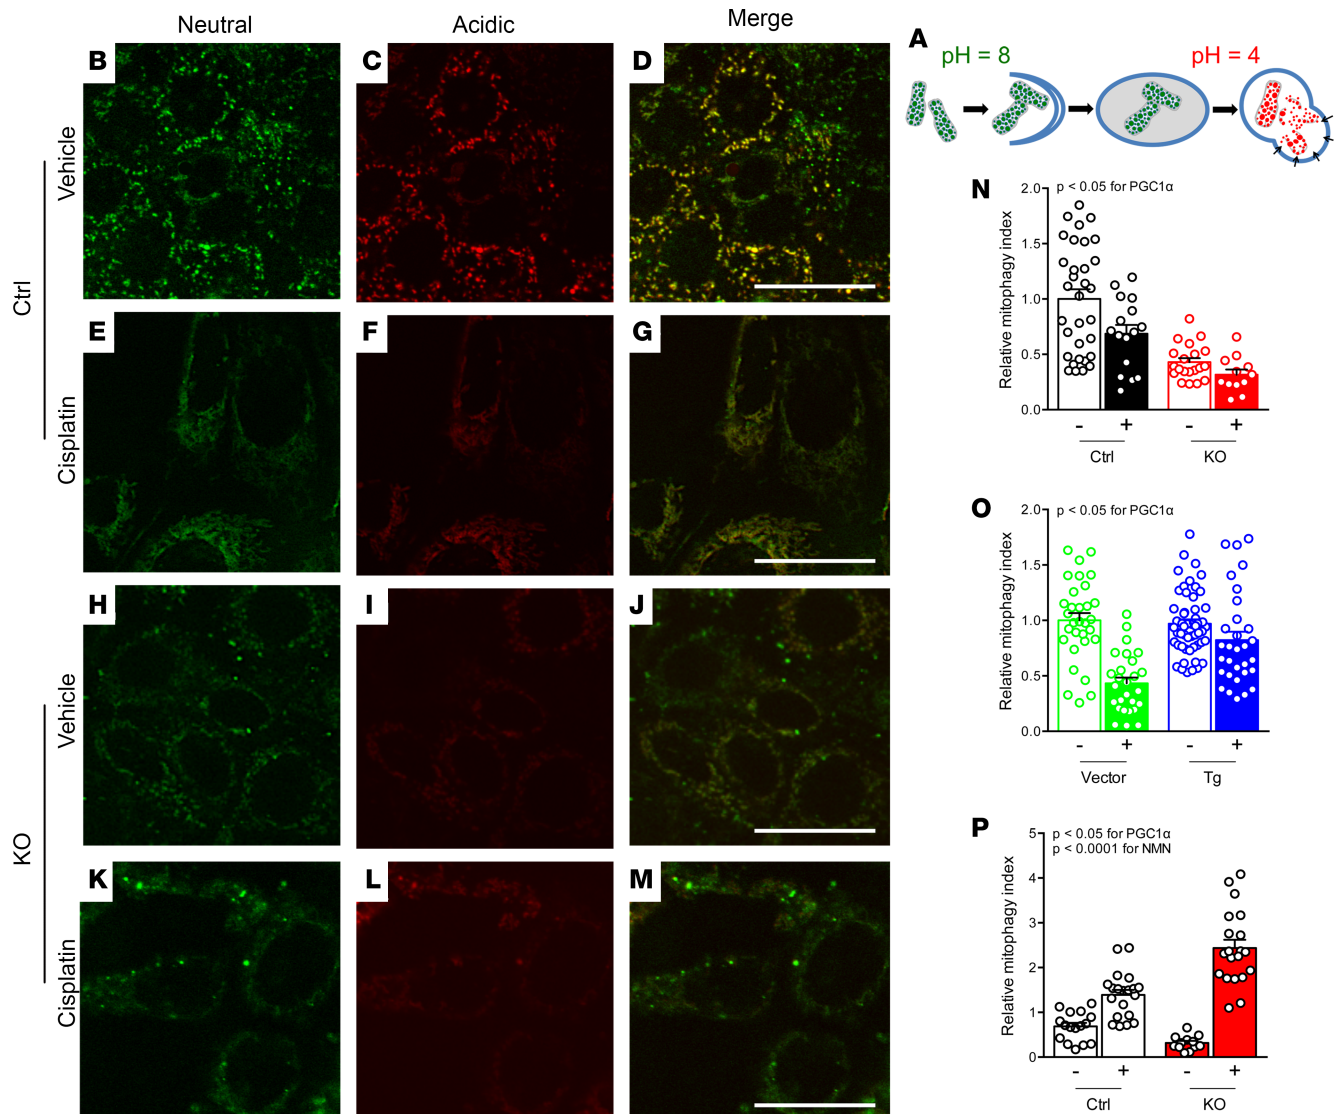 Neutral
Acidic
Merge
Ctrl
Vehicle
B
C
D
Cisplatin
E
F
G
KO
Vehicle
H
I
J
Cisplatin
K
L
M
A
pH = 8
pH = 4
N
p < 0.05 for PGC1α
Relative mitophagy index
2.0
1.5
1.0
0.5
0.0
- + - +
Ctrl KO
O
p < 0.05 for PGC1α
Relative mitophagy index
2.0
1.5
1.0
0.5
0.0
- + - +
Vector Tg
P
p < 0.05 for PGC1α
p < 0.0001 for NMN
Relative mitophagy index
5
4
3
2
1
0
- + - +
Ctrl KO